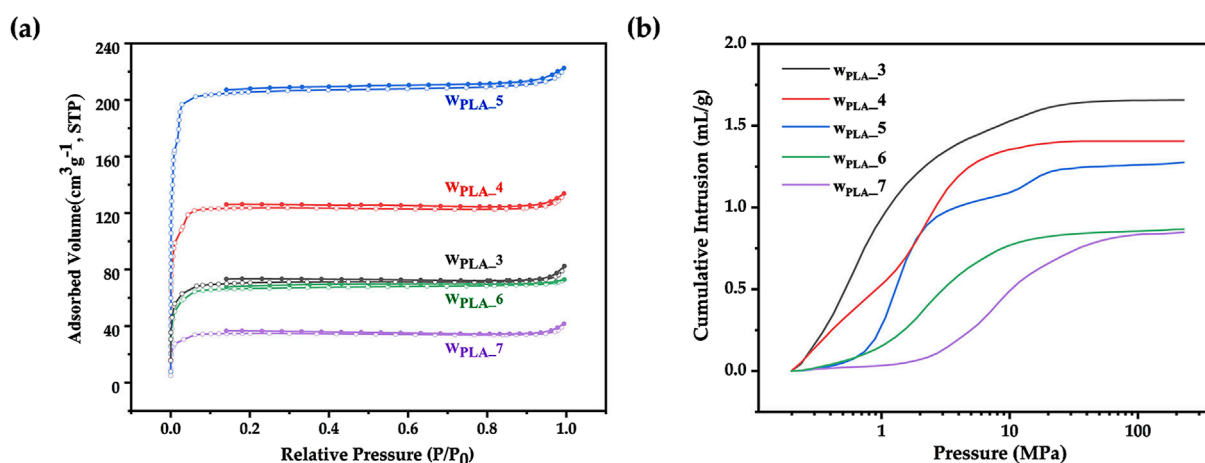 (a)
240
200
160
120
80
40
0
Adsorbed Volume(cm³g⁻¹, STP)
wPLA_5
wPLA_4
wPLA_3
wPLA_6
wPLA_7
0.0 0.2 0.4 0.6 0.8 1.0
Relative Pressure (P/P₀)
(b)
2.0
1.5
1.0
0.5
0.0
Cumulative Intrusion (mL/g)
wPLA_3
wPLA_4
wPLA_5
wPLA_6
wPLA_7
1 10 100
Pressure (MPa)